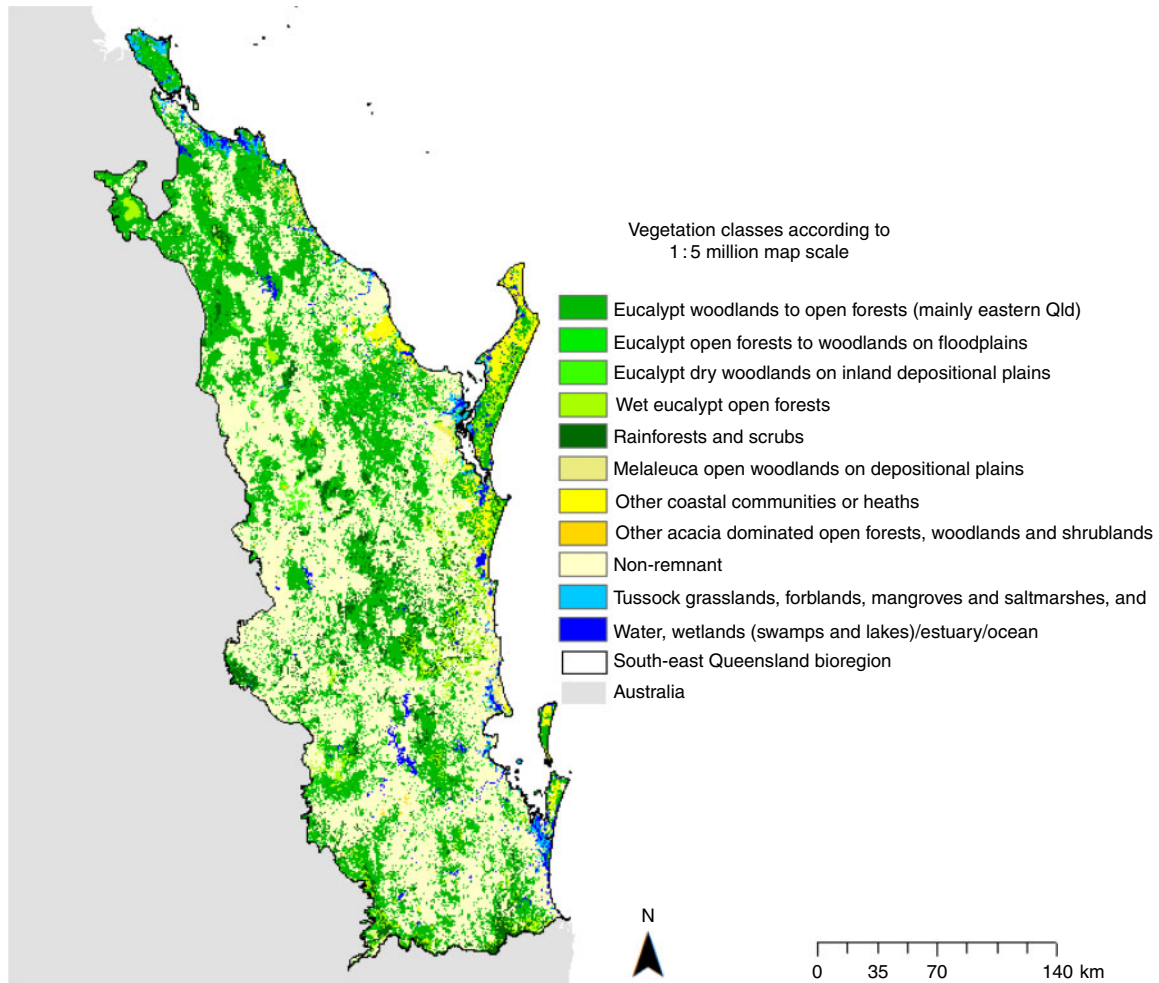 Vegetation classes according to
1 : 5 million map scale
Eucalypt woodlands to open forests (mainly eastern Qld)
Eucalypt open forests to woodlands on floodplains
Eucalypt dry woodlands on inland depositional plains
Wet eucalypt open forests
Rainforests and scrubs
Melaleuca open woodlands on depositional plains
Other coastal communities or heaths
Other acacia dominated open forests, woodlands and shrublands
Non-remnant
Tussock grasslands, forblands, mangroves and saltmarshes, and
Water, wetlands (swamps and lakes)/estuary/ocean
South-east Queensland bioregion
Australia
N
0 35 70 140 km